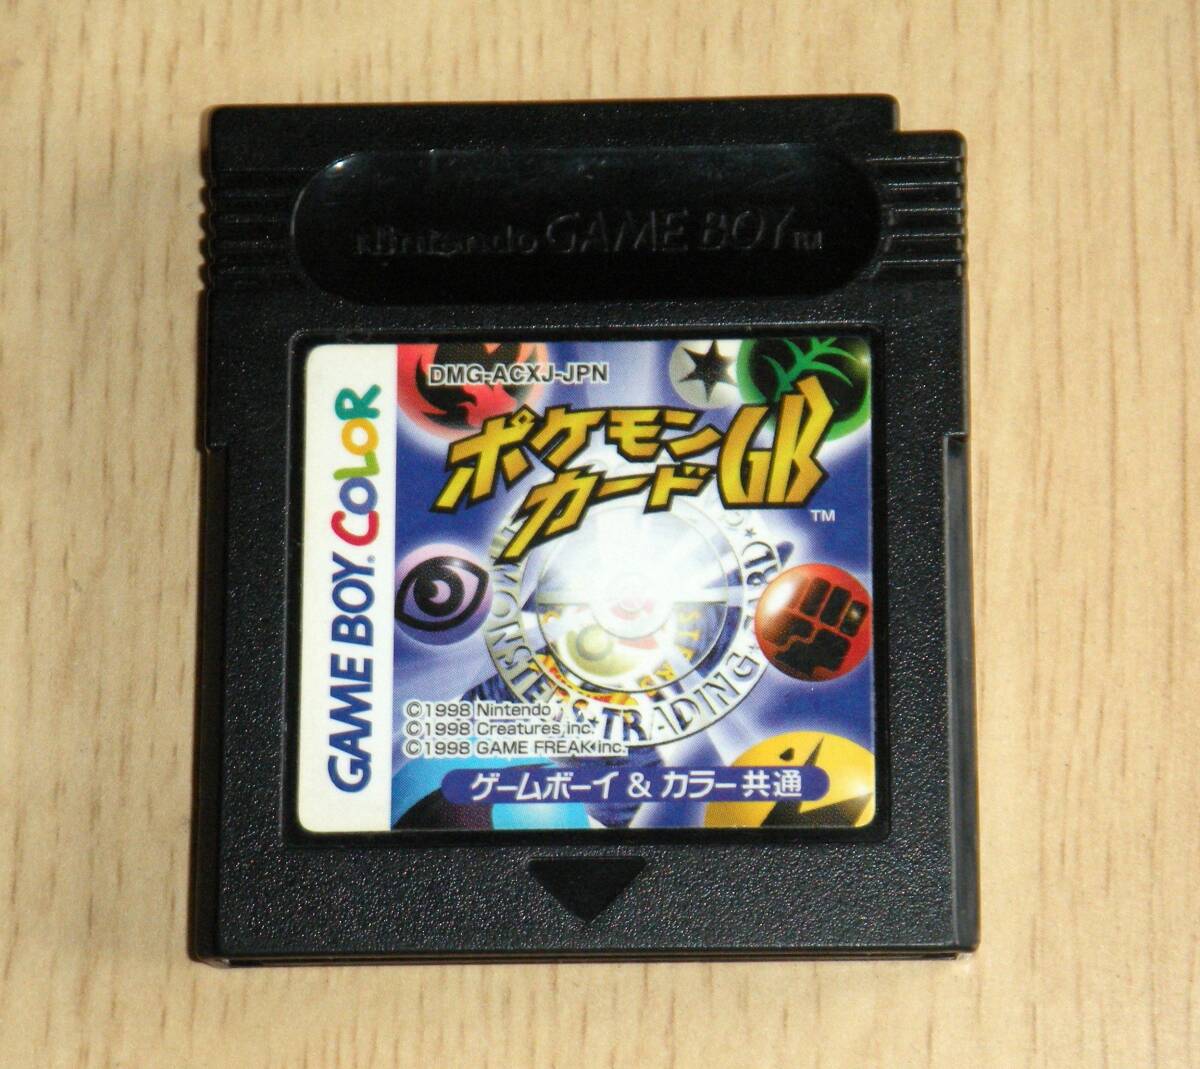 Nintendo GAME BOY™
DMG-ACXJ-JPN
ポケモン
カードGB™
GAME BOY COLOR
MONSTERS★TRADING★CARD
©1998 Nintendo
©1998 Creatures inc.
©1998 GAME FREAK inc.
ゲームボーイ & カラー共通